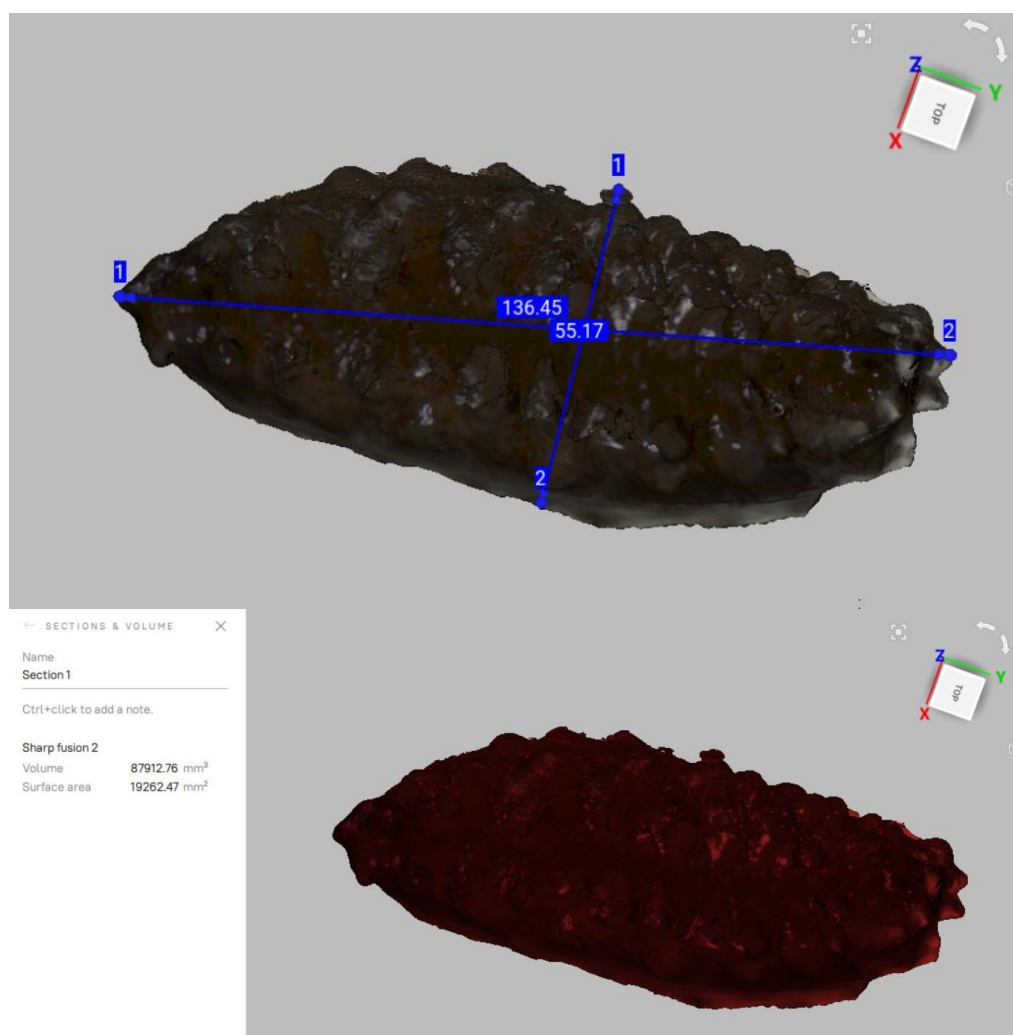 Z
Y
TOP
X
1
1
136.45
55.17
2
2
← SECTIONS & VOLUME ×
Name
Section 1
Ctrl+click to add a note.
Sharp fusion 2
Volume 87912.76 mm³
Surface area 19262.47 mm²
Z
Y
TOP
X